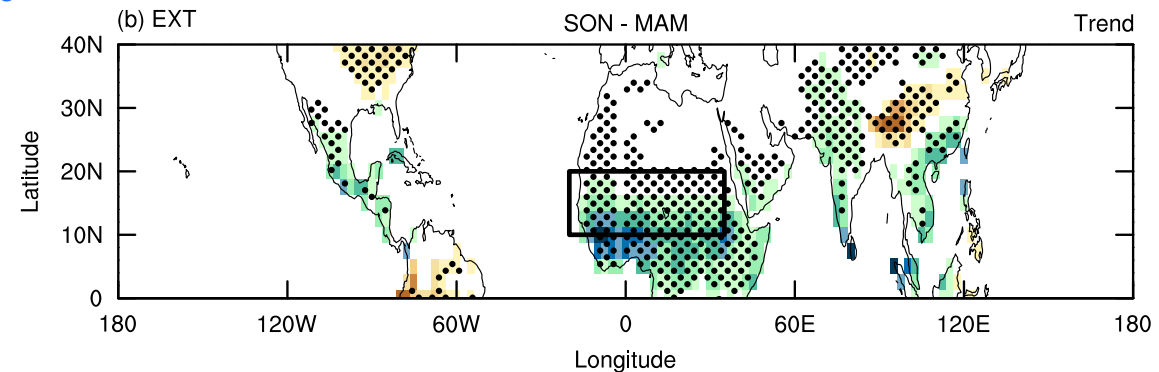 (b) EXT SON - MAM Trend
40N
30N
20N
10N
0
Latitude
180 120W 60W 0 60E 120E 180
Longitude